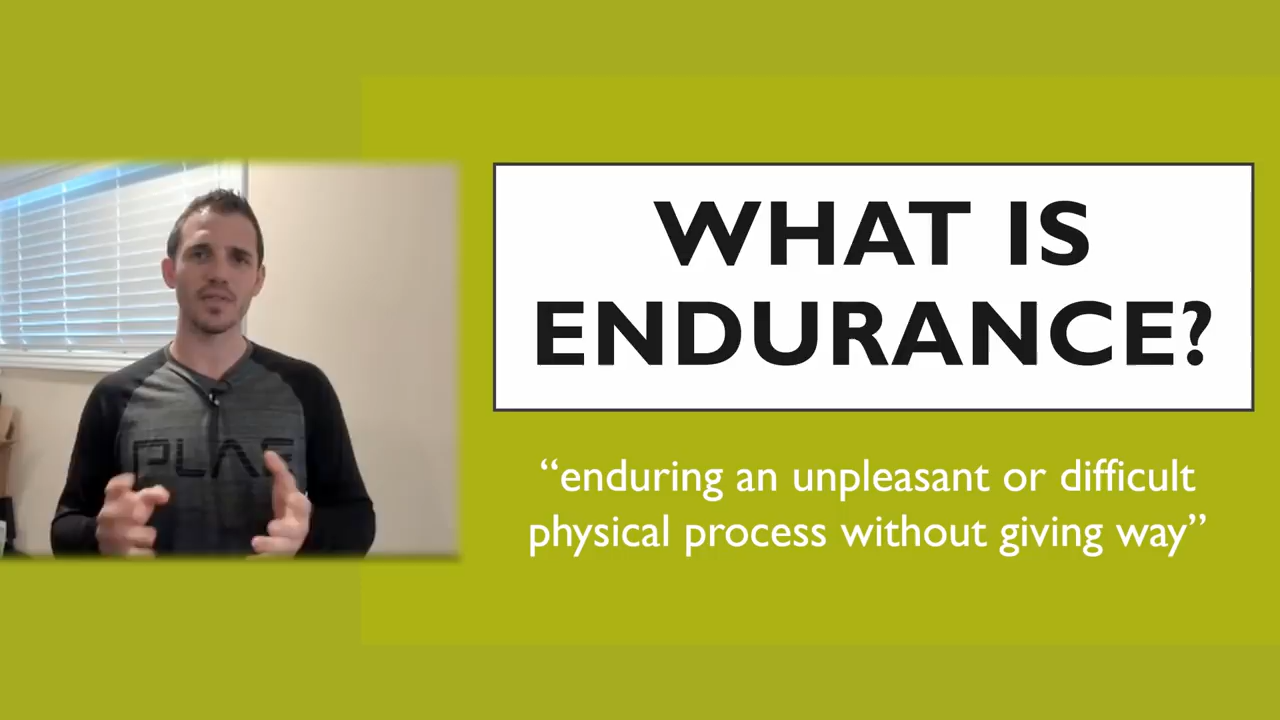 WHAT IS
ENDURANCE?
“enduring an unpleasant or difficult
physical process without giving way”